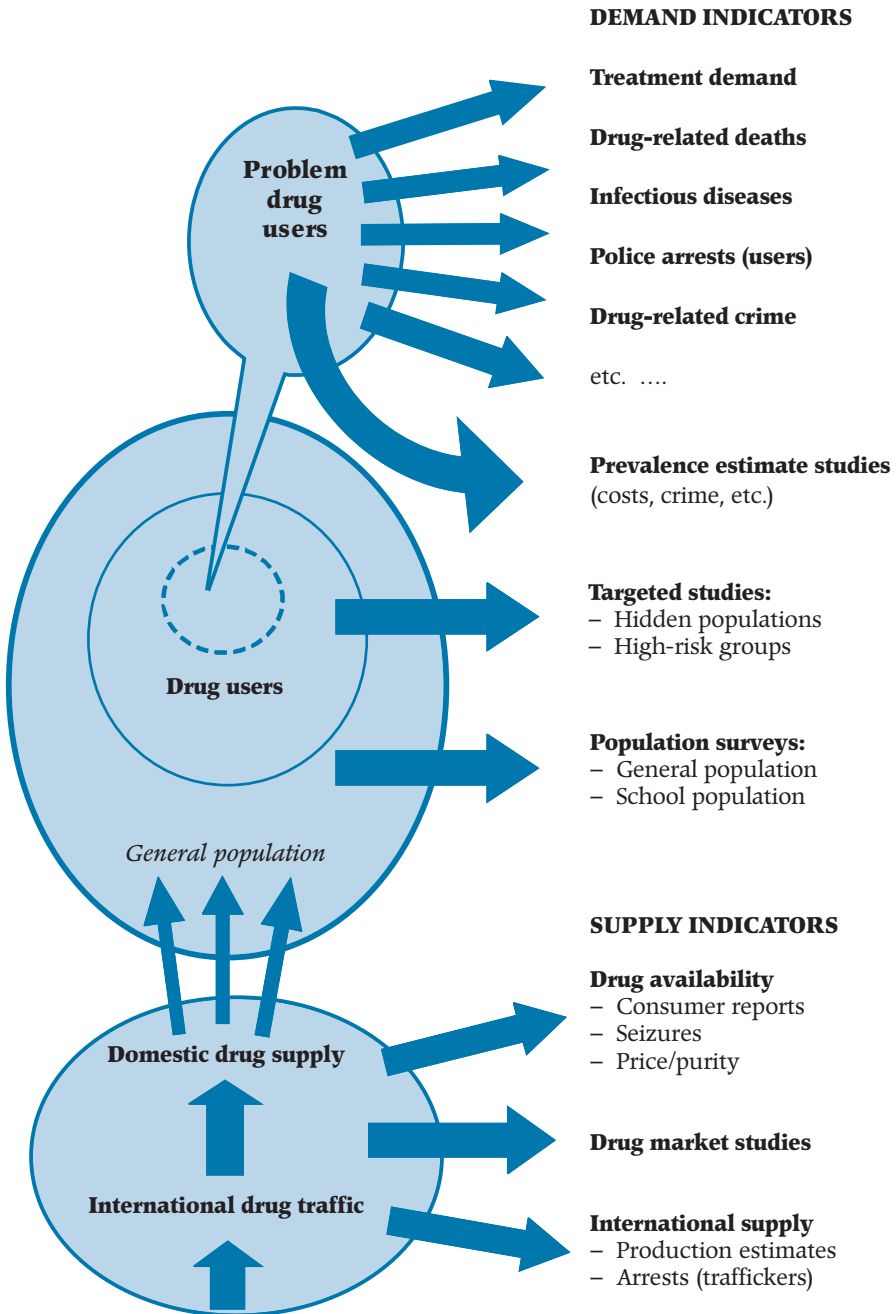 DEMAND INDICATORS
Treatment demand
Drug-related deaths
Infectious diseases
Police arrests (users)
Drug-related crime
etc. ....
Problem
drug
users
Prevalence estimate studies
(costs, crime, etc.)
Targeted studies:
– Hidden populations
– High-risk groups
Drug users
Population surveys:
– General population
– School population
General population
SUPPLY INDICATORS
Drug availability
– Consumer reports
– Seizures
– Price/purity
Domestic drug supply
Drug market studies
International drug traffic
International supply
– Production estimates
– Arrests (traffickers)